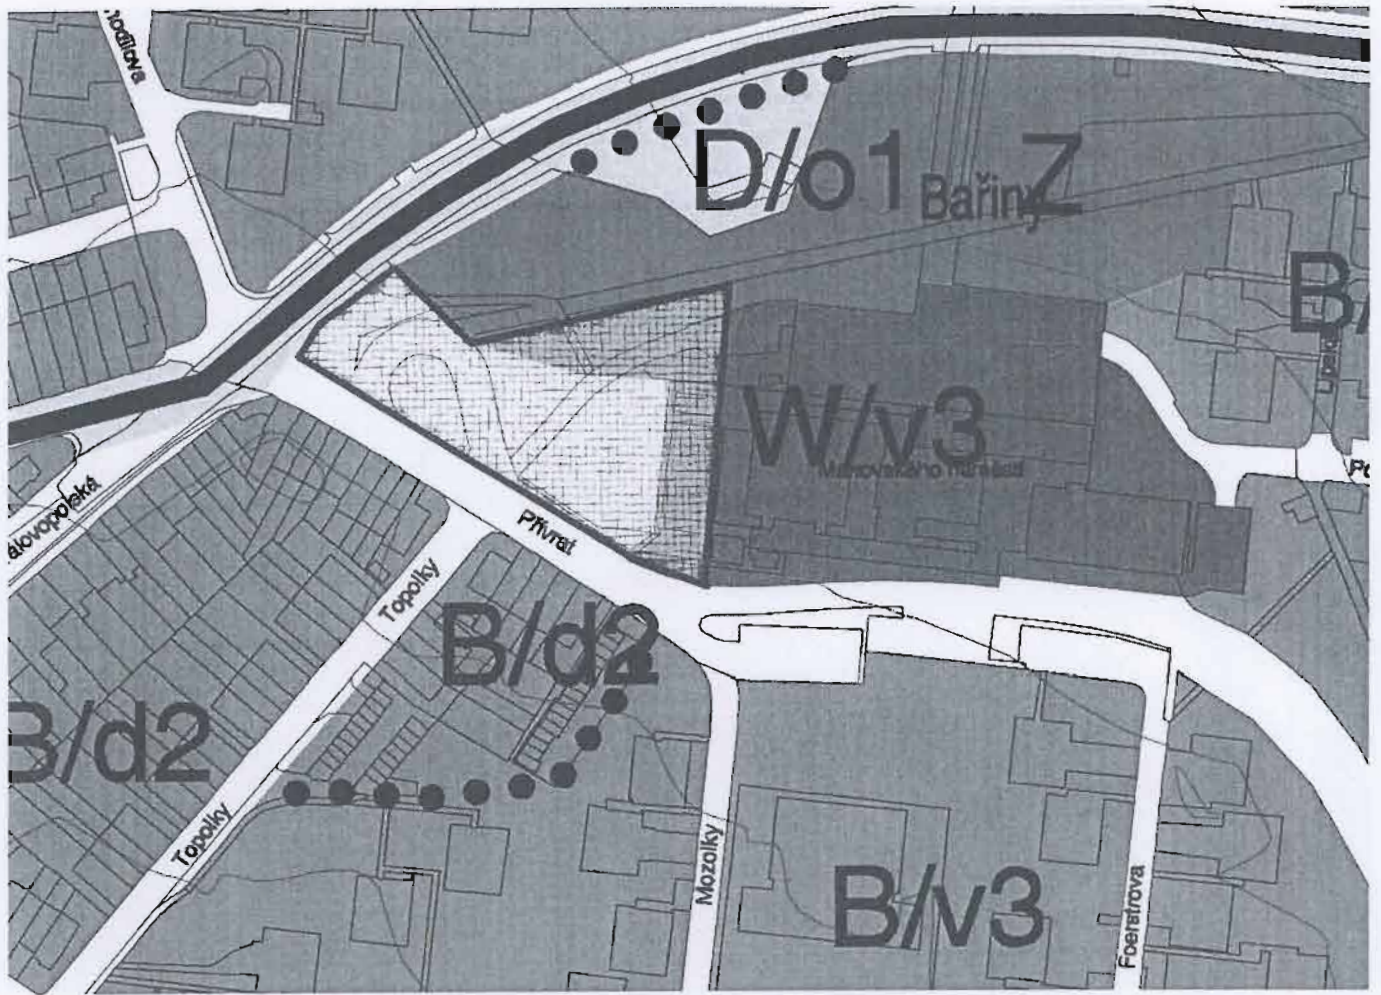 D/o1
Bařiny
Z
B/
W/v3
Přívrat
Topolky
B/d2
B/d2
Topolky
Mozolky
B/v3
Foerstrova